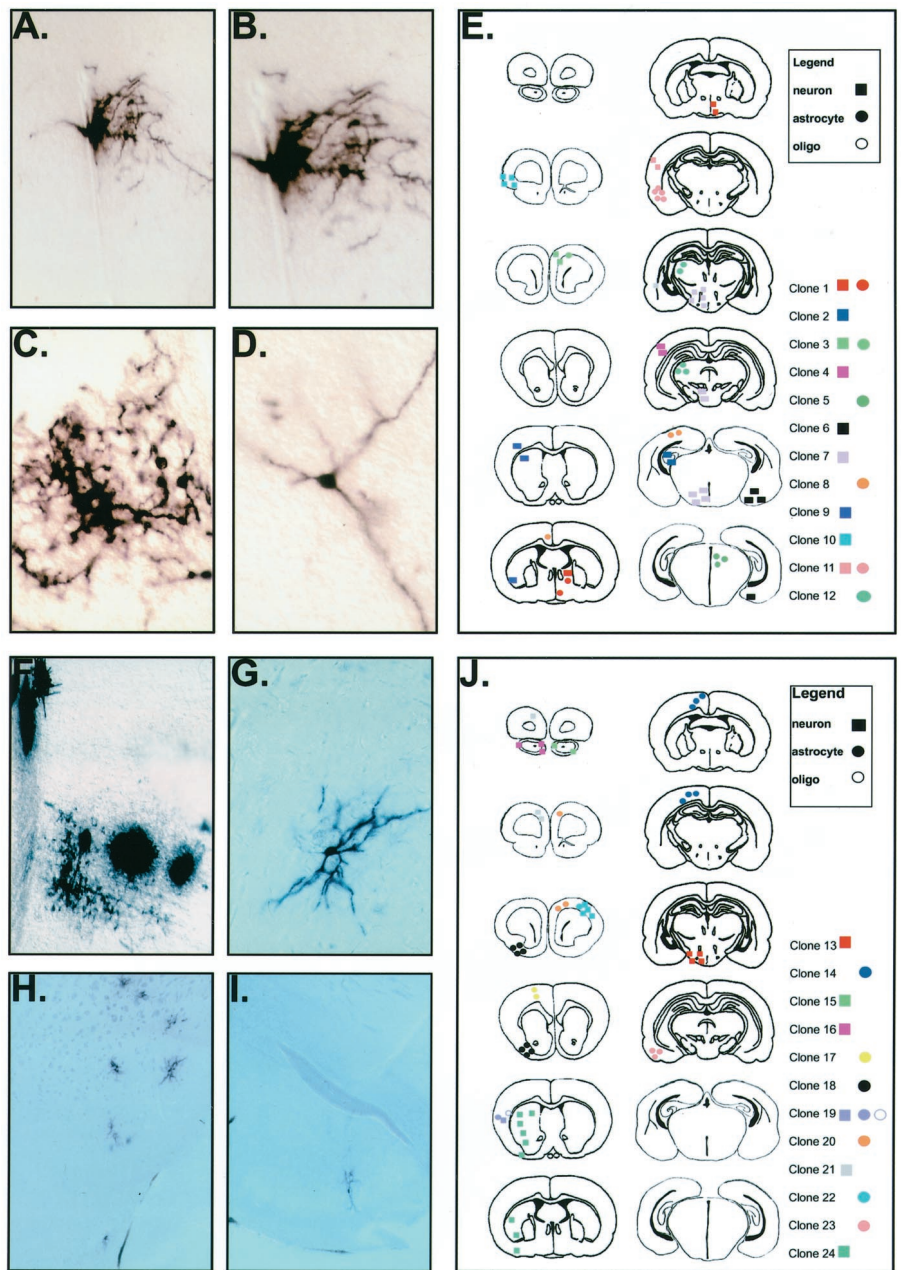 A.
B.
C.
D.
E.
Legend
neuron
astrocyte
oligo
Clone 1
Clone 2
Clone 3
Clone 4
Clone 5
Clone 6
Clone 7
Clone 8
Clone 9
Clone 10
Clone 11
Clone 12
F.
G.
H.
I.
J.
Legend
neuron
astrocyte
oligo
Clone 13
Clone 14
Clone 15
Clone 16
Clone 17
Clone 18
Clone 19
Clone 20
Clone 21
Clone 22
Clone 23
Clone 24